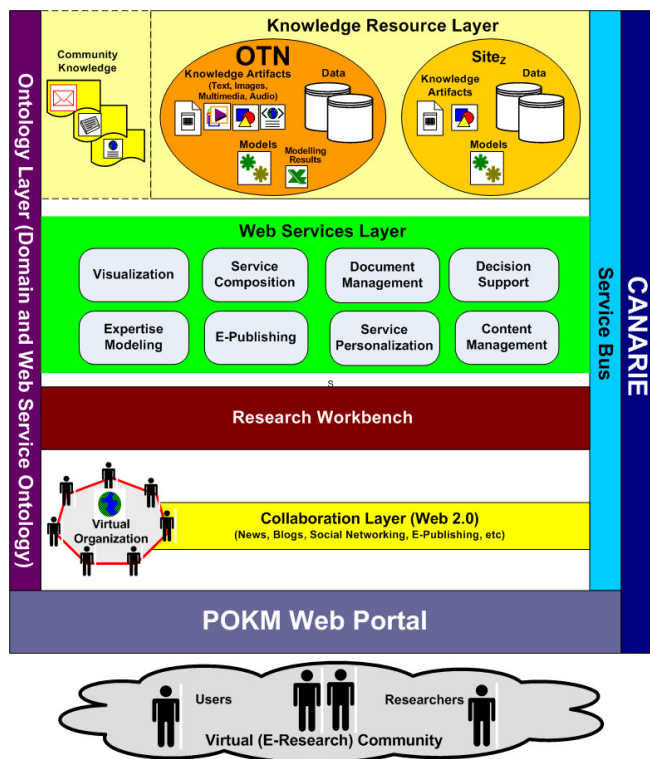 Knowledge Resource Layer
Community
Knowledge
OTN
Knowledge Artifacts
(Text, Images,
Multimedia, Audio)
Data
Models
Modelling
Results
SiteZ
Knowledge
Artifacts
Data
Models
Ontology Layer (Domain and Web Service Ontology)
Web Services Layer
Visualization
Service
Composition
Document
Management
Decision
Support
Expertise
Modeling
E-Publishing
Service
Personalization
Content
Management
Service Bus
CANARIE
s
Research Workbench
Virtual
Organization
Collaboration Layer (Web 2.0)
(News, Blogs, Social Networking, E-Publishing, etc)
POKM Web Portal
Users
Researchers
Virtual (E-Research) Community